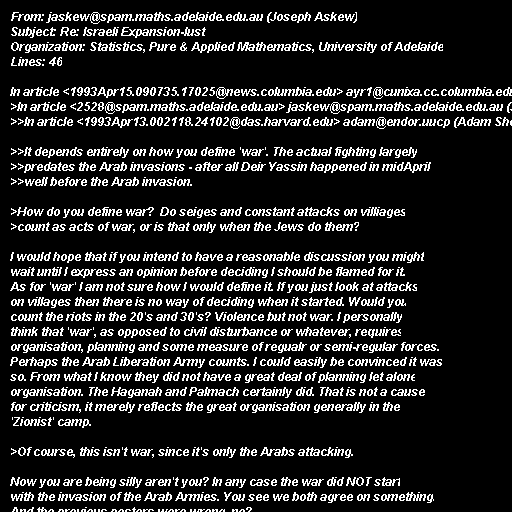 From: jaskew@spam.maths.adelaide.edu.au (Joseph Askew)
Subject: Re: Israeli Expansion-lust
Organization: Statistics, Pure & Applied Mathematics, University of Adelaide
Lines: 46

In article <1993Apr15.090735.17025@news.columbia.edu> ayr1@cunixa.cc.columbia.edu
>In article <2528@spam.maths.adelaide.edu.au> jaskew@spam.maths.adelaide.edu.au
>>In article <1993Apr13.002118.24102@das.harvard.edu> adam@endor.uucp (Adam

>>It depends entirely on how you define 'war'. The actual fighting largely
>>predates the Arab invasions - after all Deir Yassin happened in midApril
>>well before the Arab invasion.

>How do you define war?  Do seiges and constant attacks on villiages
>count as acts of war, or is that only when the Jews do them?

I would hope that if you intend to have a reasonable discussion you might
wait until I express an opinion before deciding I should be flamed for it.
As for 'war' I am not sure how I would define it. If you just look at attacks
on villages then there is no way of deciding when it started. Would you
count the riots in the 20's and 30's? Violence but not war. I personally
think that 'war', as opposed to civil disturbance or whatever, requires
organisation, planning and some measure of regualr or semi-regular forces.
Perhaps the Arab Liberation Army counts. I could easily be convinced it was
so. From what I know they did not have a great deal of planning let alone
organisation. The Haganah and Palmach certainly did. That is not a cause
for criticism, it merely reflects the great organisation generally in the
'Zionist' camp.

>Of course, this isn't war, since it's only the Arabs attacking.

Now you are being silly aren't you? In any case the war did NOT start
with the invasion of the Arab Armies. You see we both agree on something.
And the previous posters were wrong, no?